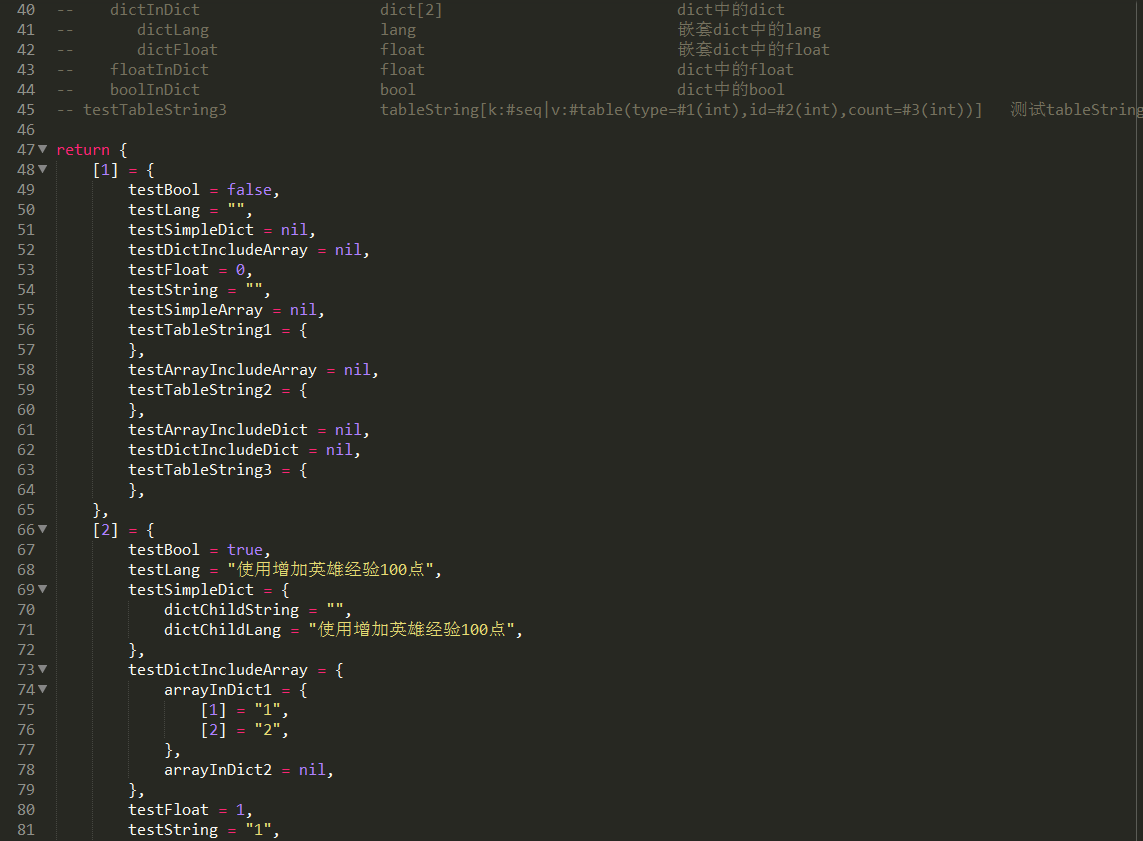 40 --    dictInDict                    dict[2]                          dict中的dict
41 --       dictLang                   lang                             嵌套dict中的lang
42 --       dictFloat                  float                            嵌套dict中的float
43 --    floatInDict                   float                            dict中的float
44 --    boolInDict                    bool                             dict中的bool
45 -- testTableString3                 tableString[k:#seq|v:#table(type=#1(int),id=#2(int),count=#3(int))]   测试tableString
46
47 return {
48     [1] = {
49         testBool = false,
50         testLang = "",
51         testSimpleDict = nil,
52         testDictIncludeArray = nil,
53         testFloat = 0,
54         testString = "",
55         testSimpleArray = nil,
56         testTableString1 = {
57         },
58         testArrayIncludeArray = nil,
59         testTableString2 = {
60         },
61         testArrayIncludeDict = nil,
62         testDictIncludeDict = nil,
63         testTableString3 = {
64         },
65     },
66     [2] = {
67         testBool = true,
68         testLang = "使用增加英雄经验100点",
69         testSimpleDict = {
70             dictChildString = "",
71             dictChildLang = "使用增加英雄经验100点",
72         },
73         testDictIncludeArray = {
74             arrayInDict1 = {
75                 [1] = "1",
76                 [2] = "2",
77             },
78             arrayInDict2 = nil,
79         },
80         testFloat = 1,
81         testString = "1",